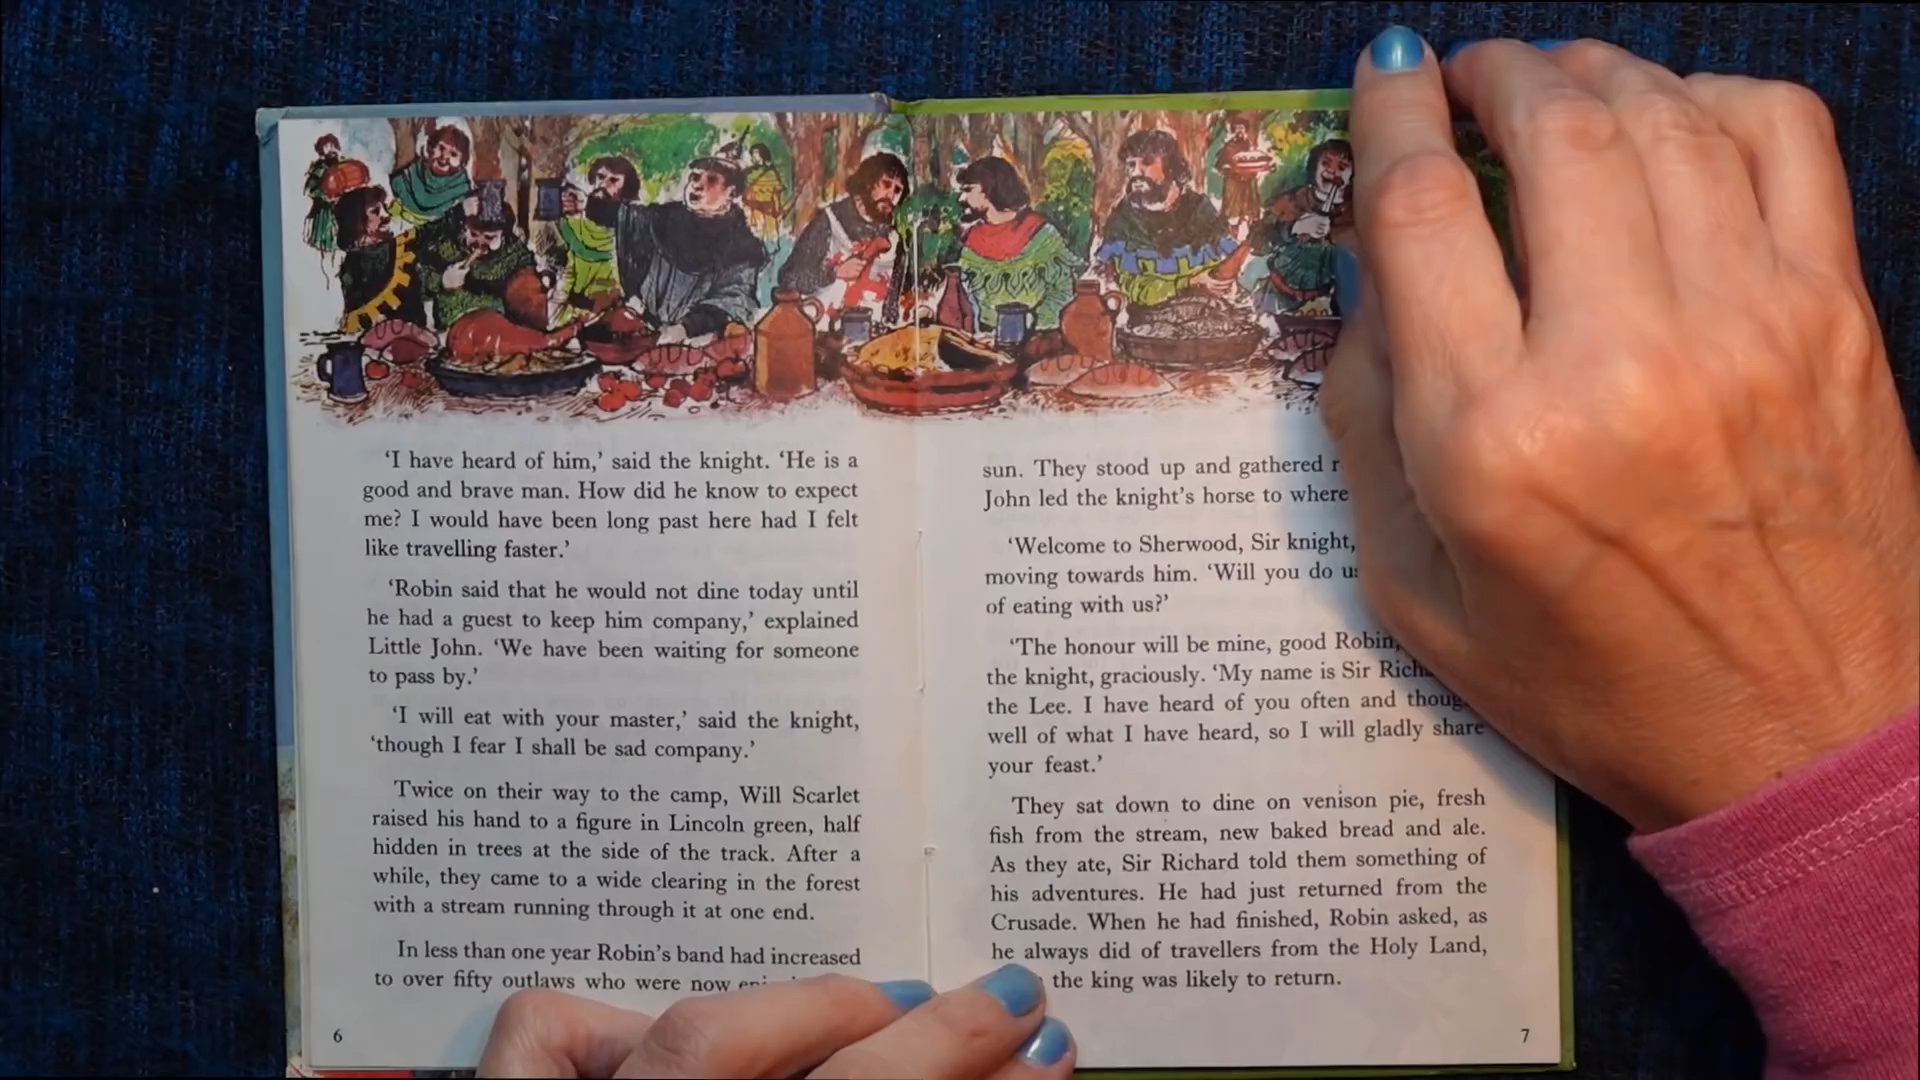 ‘I have heard of him,’ said the knight. ‘He is a
good and brave man. How did he know to expect
me? I would have been long past here had I felt
like travelling faster.’
‘Robin said that he would not dine today until
he had a guest to keep him company,’ explained
Little John. ‘We have been waiting for someone
to pass by.’
‘I will eat with your master,’ said the knight,
‘though I fear I shall be sad company.’
Twice on their way to the camp, Will Scarlet
raised his hand to a figure in Lincoln green, half
hidden in trees at the side of the track. After a
while, they came to a wide clearing in the forest
with a stream running through it at one end.
In less than one year Robin’s band had increased
to over fifty outlaws who were now
6
sun. They stood up and gathered
John led the knight’s horse to where
‘Welcome to Sherwood, Sir knight,
moving towards him. ‘Will you do
of eating with us?’
‘The honour will be mine, good Robin,
the knight, graciously. ‘My name is Sir
the Lee. I have heard of you often and
well of what I have heard, so I will gladly share
your feast.’
They sat down to dine on venison pie, fresh
fish from the stream, new baked bread and ale.
As they ate, Sir Richard told them something of
his adventures. He had just returned from the
Crusade. When he had finished, Robin asked, as
he always did of travellers from the Holy Land,
the king was likely to return.
7